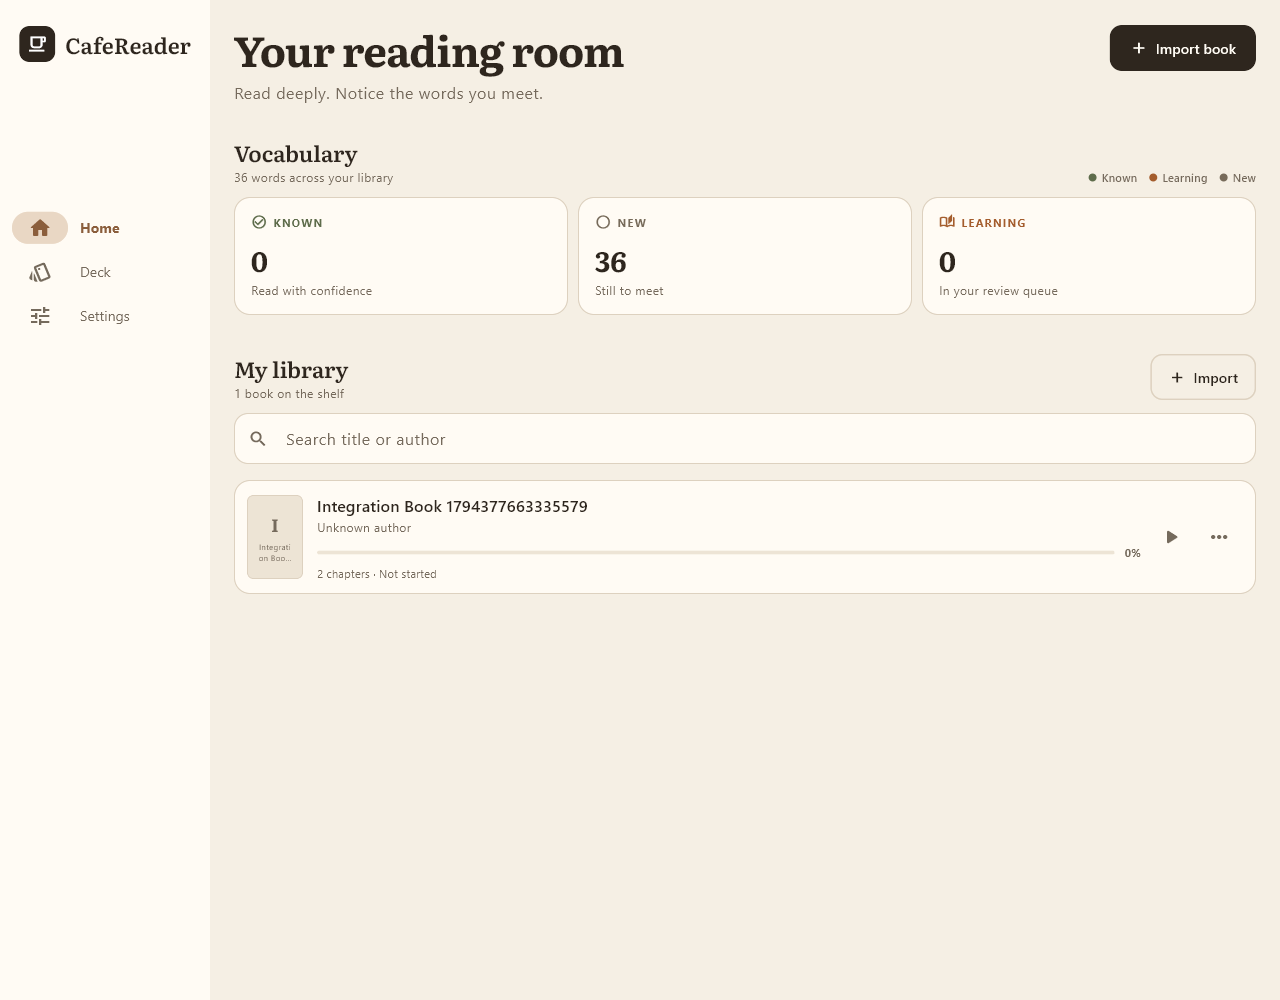 CafeReader
Home
Deck
Settings
Your reading room
Read deeply. Notice the words you meet.
Import book
Vocabulary
36 words across your library
Known
Learning
New
KNOWN
0
Read with confidence
NEW
36
Still to meet
LEARNING
0
In your review queue
My library
1 book on the shelf
Import
Search title or author
I
Integrati
on Boo...
Integration Book 1794377663335579
Unknown author
0%
2 chapters · Not started